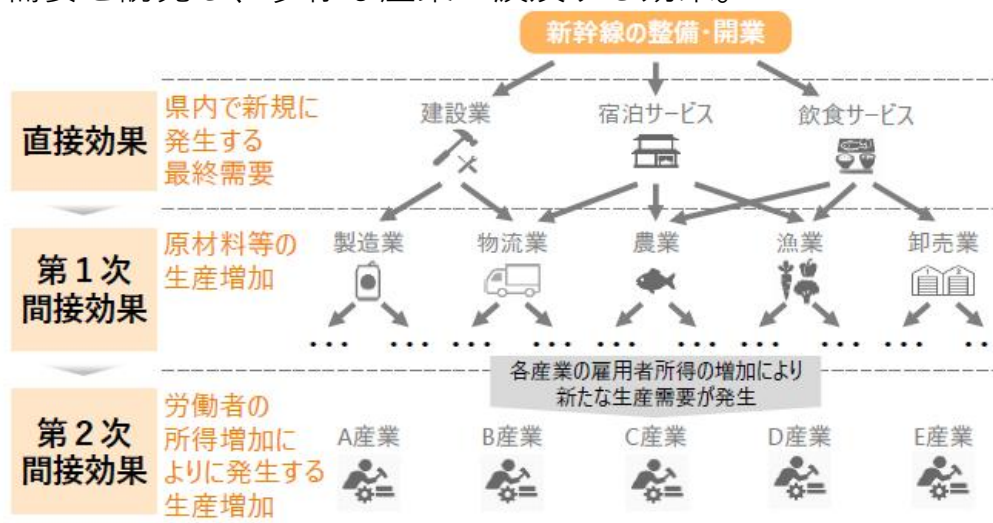 新幹線の整備・開業
直接効果
県内で新規に
発生する
最終需要
建設業
宿泊サービス
飲食サービス
第1次
間接効果
原材料等の
生産増加
製造業
物流業
農業
漁業
卸売業
… … … … … … … … … ‥
各産業の雇用者所得の増加により
新たな生産需要が発生
第2次
間接効果
労働者の
所得増加に
よりに発生する
生産増加
A産業
B産業
C産業
D産業
E産業